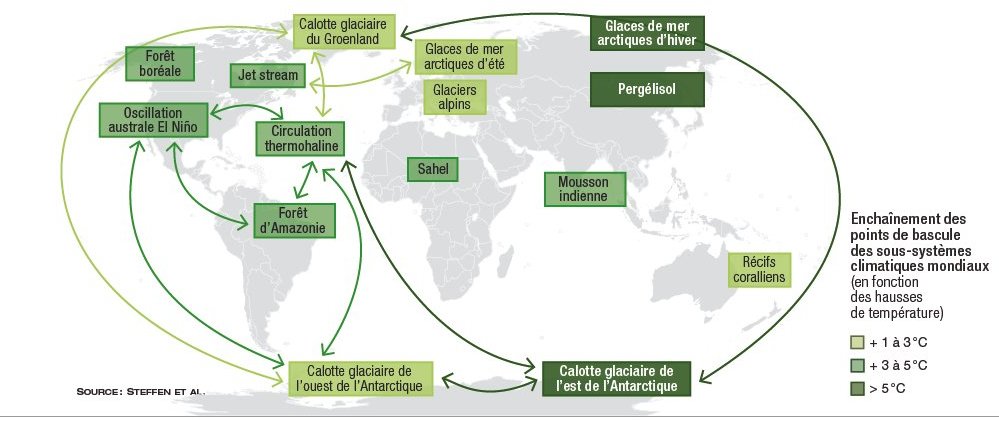 Calotte glaciaire
du Groenland
Glaces de mer
arctiques d'hiver
Glaces de mer
arctiques d'été
Forêt
boréale
Jet stream
Glaciers
alpins
Pergélisol
Oscillation
australe El Niño
Circulation
thermohaline
Sahel
Mousson
indienne
Forêt
d'Amazonie
Récifs
coralliens
Enchaînement des
points de bascule
des sous-systèmes
climatiques mondiaux
(en fonction
des hausses
de température)
+ 1 à 3°C
+ 3 à 5°C
> 5°C
Calotte glaciaire de
l'ouest de l'Antarctique
Calotte glaciaire de
l'est de l'Antarctique
SOURCE : STEFFEN ET AL.